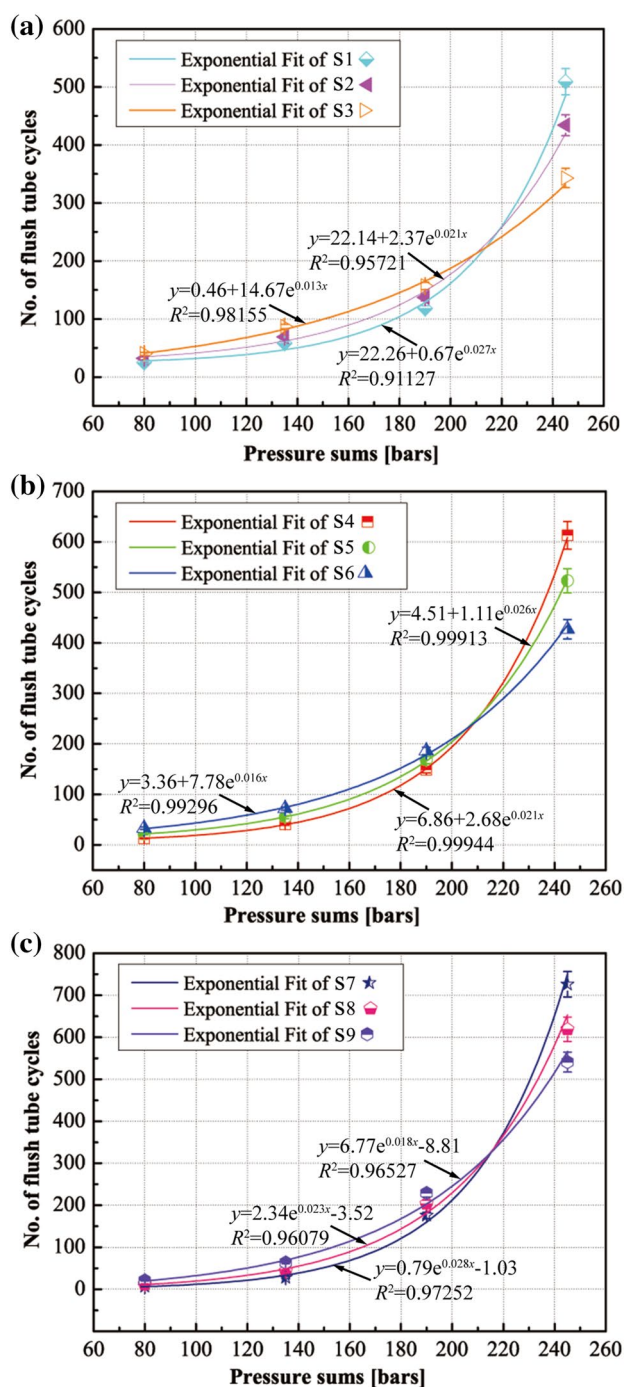 (a)
600
500
400
300
200
100
0
No. of flush tube cycles
Exponential Fit of S1
Exponential Fit of S2
Exponential Fit of S3
y=22.14+2.37e^0.021x
R²=0.95721
y=0.46+14.67e^0.013x
R²=0.98155
y=22.26+0.67e^0.027x
R²=0.91127
60 80 100 120 140 160 180 200 220 240 260
Pressure sums [bars]
(b)
700
600
500
400
300
200
100
0
No. of flush tube cycles
Exponential Fit of S4
Exponential Fit of S5
Exponential Fit of S6
y=4.51+1.11e^0.026x
R²=0.99913
y=3.36+7.78e^0.016x
R²=0.99296
y=6.86+2.68e^0.021x
R²=0.99944
60 80 100 120 140 160 180 200 220 240 260
Pressure sums [bars]
(c)
800
700
600
500
400
300
200
100
0
No. of flush tube cycles
Exponential Fit of S7
Exponential Fit of S8
Exponential Fit of S9
y=6.77e^0.018x-8.81
R²=0.96527
y=2.34e^0.023x-3.52
R²=0.96079
y=0.79e^0.028x-1.03
R²=0.97252
60 80 100 120 140 160 180 200 220 240 260
Pressure sums [bars]